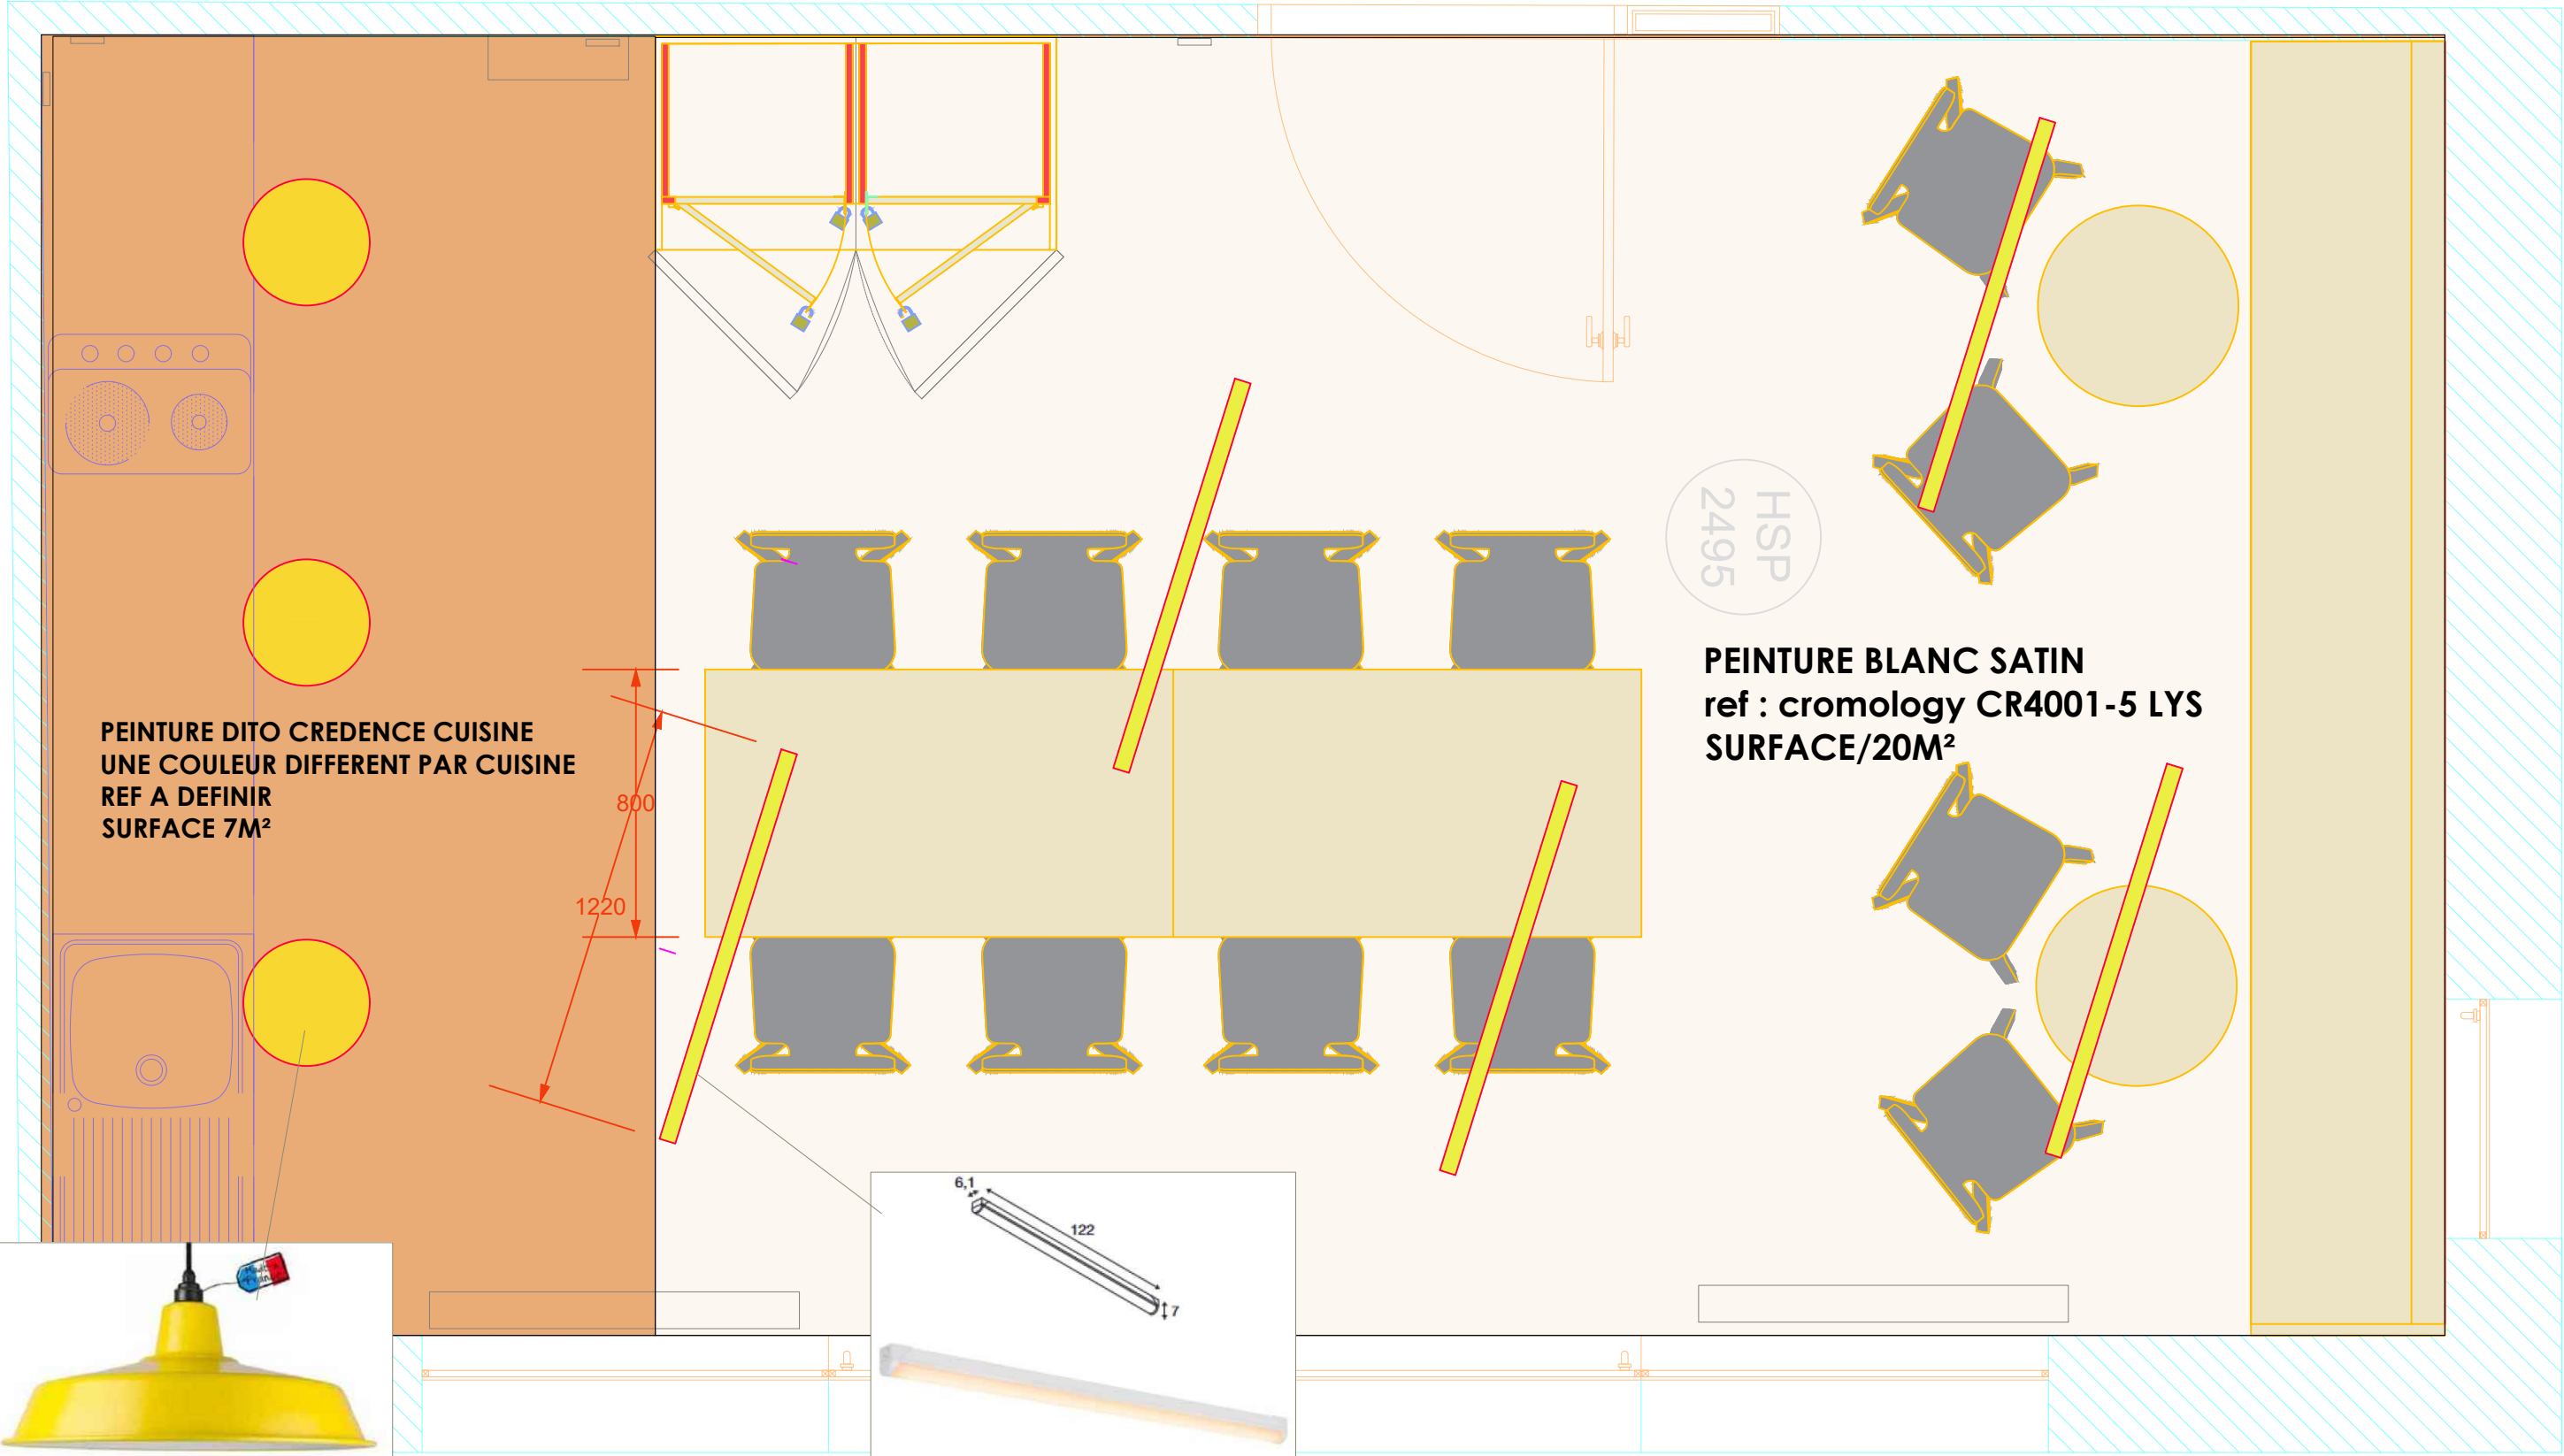 HSP
2495
PEINTURE BLANC SATIN
ref : cromology CR4001-5 LYS
SURFACE/20M²
PEINTURE DITO CREDENCE CUISINE
UNE COULEUR DIFFERENT PAR CUISINE
REF A DEFINIR
SURFACE 7M²
800
1220
6,1
122
7